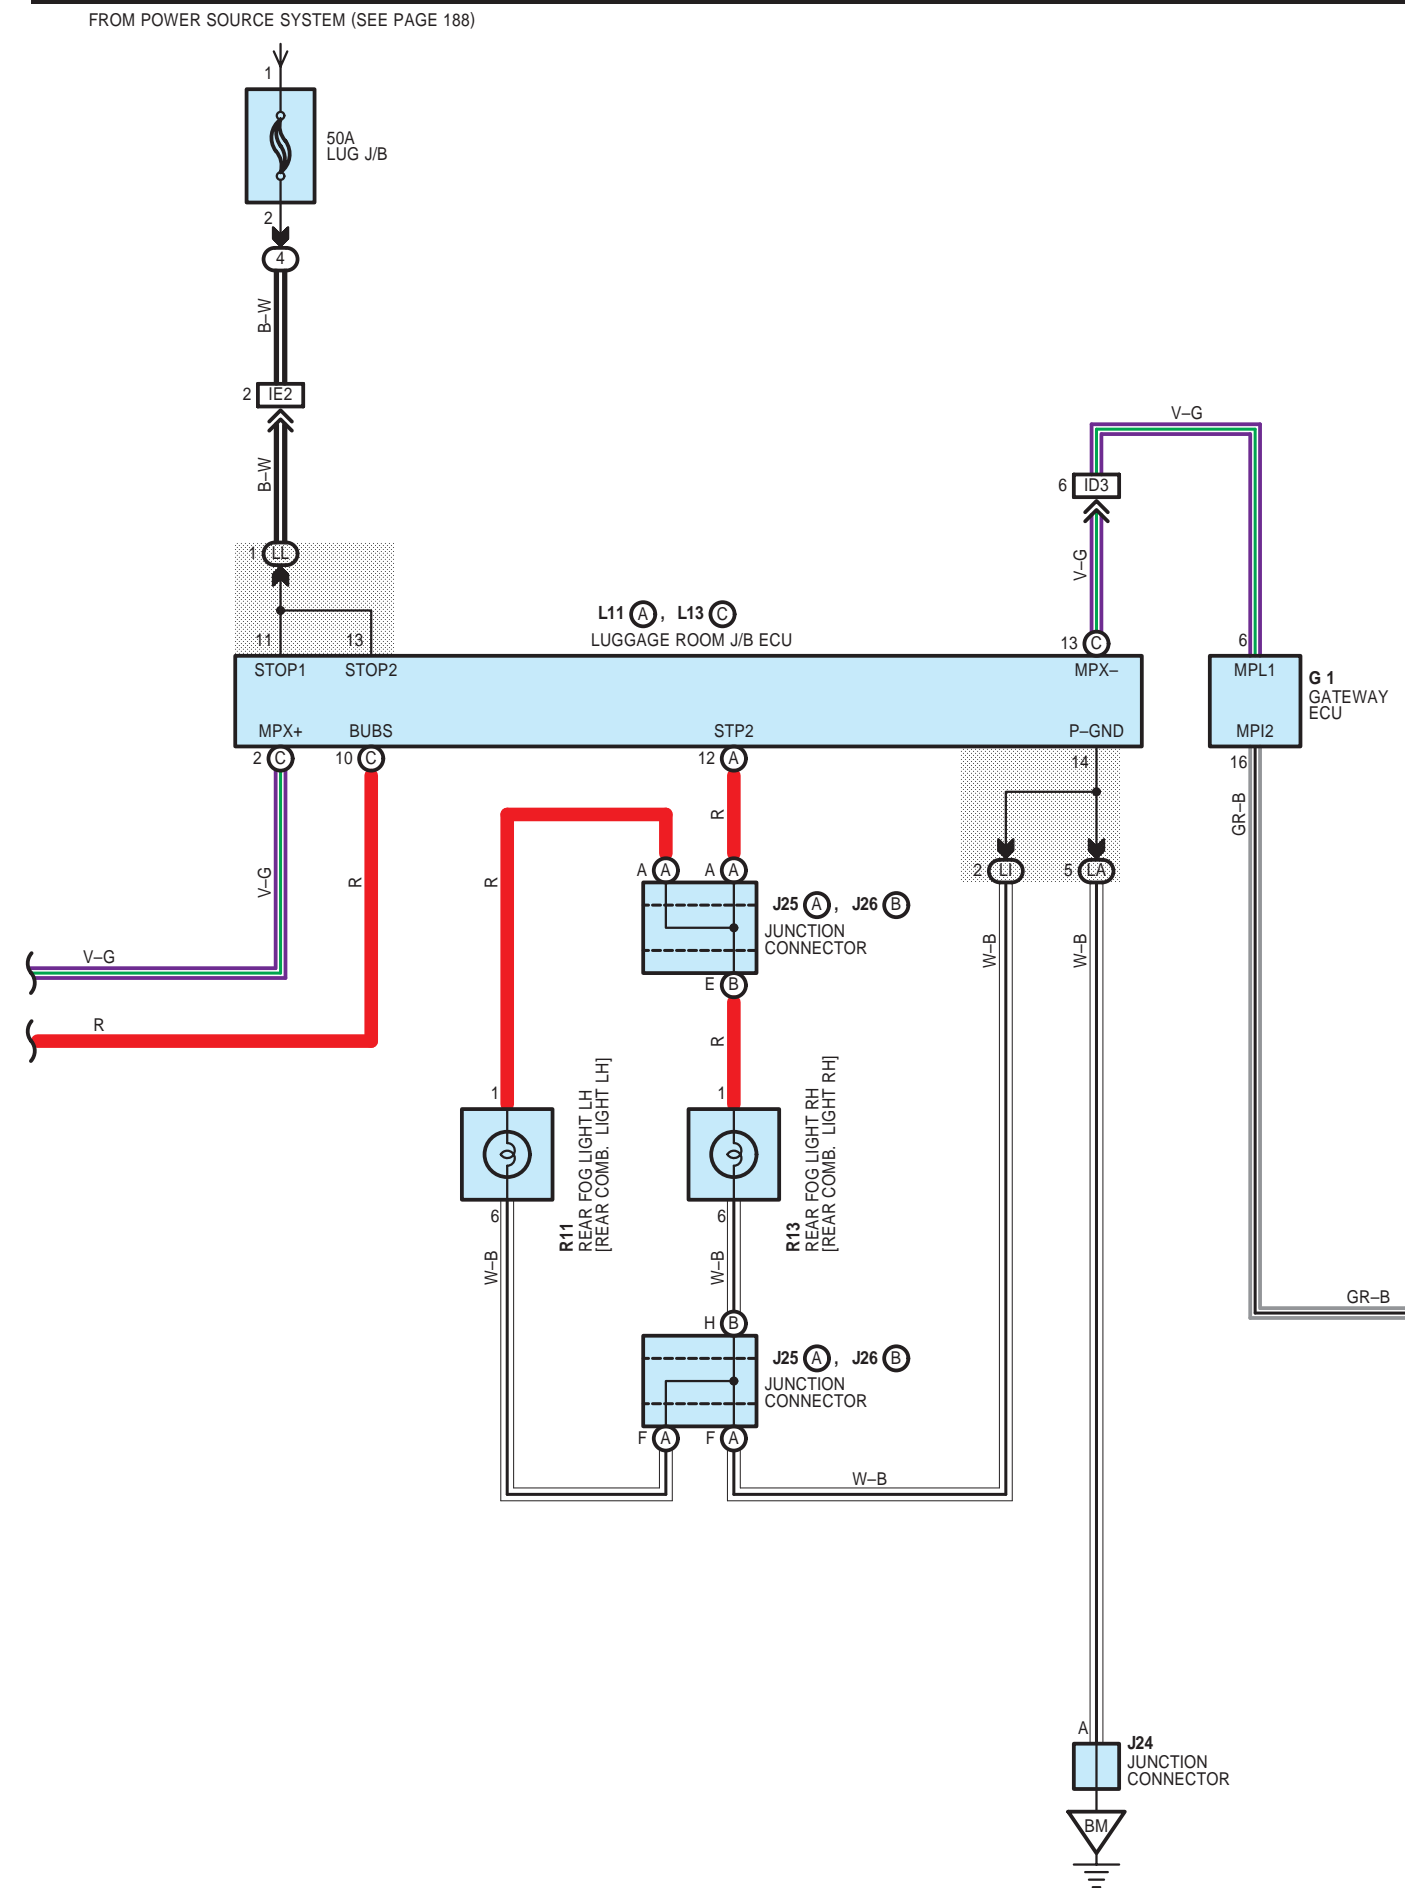 FROM POWER SOURCE SYSTEM (SEE PAGE 188)
1
50A
LUG J/B
2
4
B–W
2 IE2
B–W
1 LL
11 13
L11 A , L13 C
LUGGAGE ROOM J/B ECU
V–G
6 ID3
V–G
13 C
6
STOP1 STOP2 MPX– MPL1
G 1
GATEWAY
ECU
MPX+ BUBS STP2 P–GND MPI2
2 C 10 C 12 A 14 16
GR–B
R
A A A A
2 LI 5 LA
V–G
R
R
J25 A , J26 B
JUNCTION
CONNECTOR
W–B
W–B
V–G
E B
R
R
1
1
R11
REAR FOG LIGHT LH
[REAR COMB. LIGHT LH]
R13
REAR FOG LIGHT RH
[REAR COMB. LIGHT RH]
6
6
W–B
W–B
GR–B
H B
J25 A , J26 B
JUNCTION
CONNECTOR
F A F A
W–B
A
J24
JUNCTION
CONNECTOR
BM